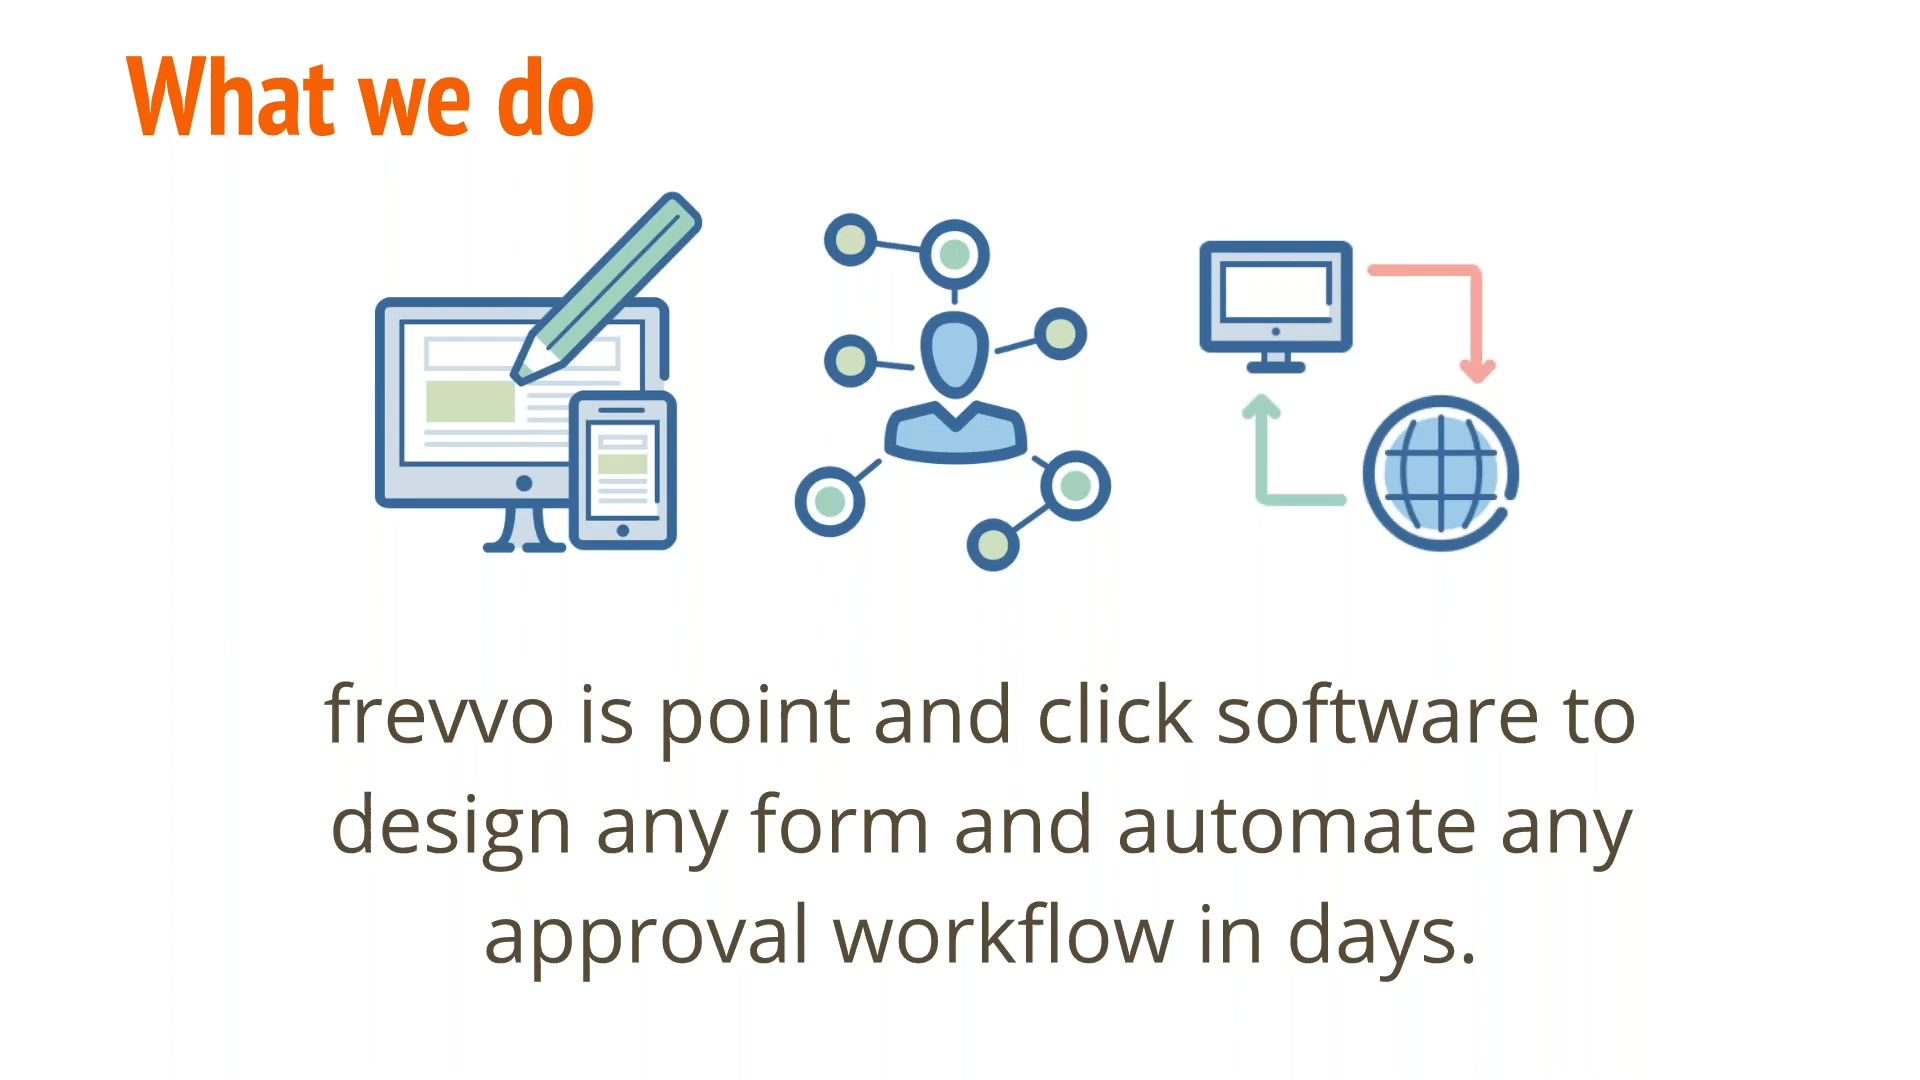 What we do
frevvo is point and click software to
design any form and automate any
approval workflow in days.